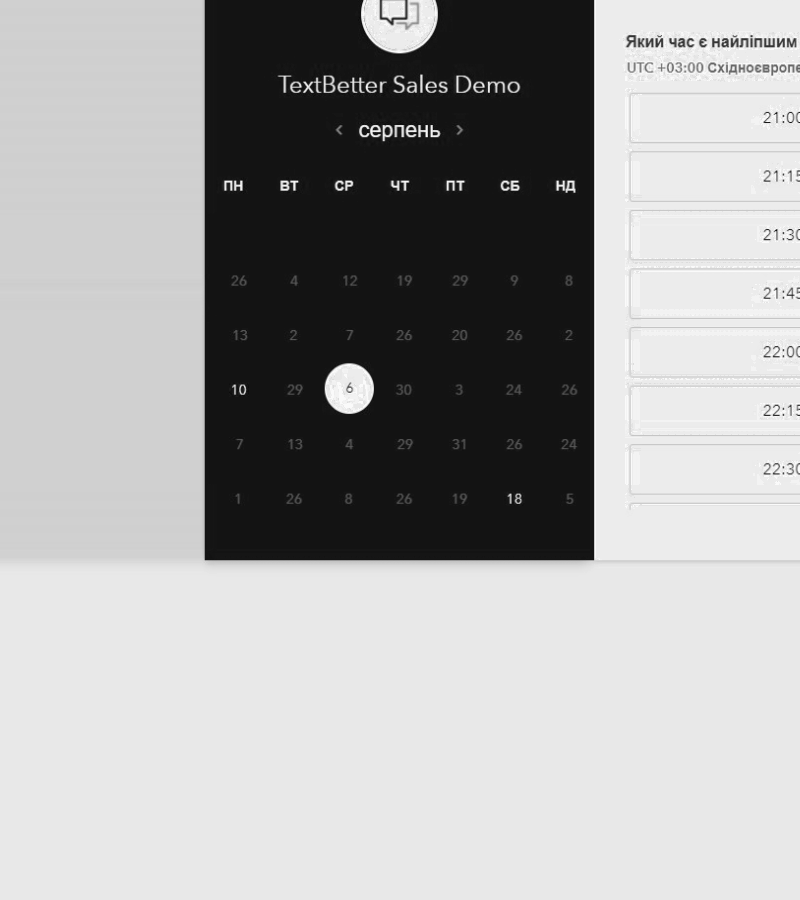 TextBetter Sales Demo
‹ серпень ›
ПН ВТ СР ЧТ ПТ СБ НД
26 4 12 19 29 9 8
13 2 7 26 20 26 2
10 29 6 30 3 24 26
7 13 4 29 31 26 24
1 26 8 26 19 18 5
Який час є найліпшим
UTC +03:00 Східноєвропе
21:00
21:15
21:30
21:45
22:00
22:15
22:30